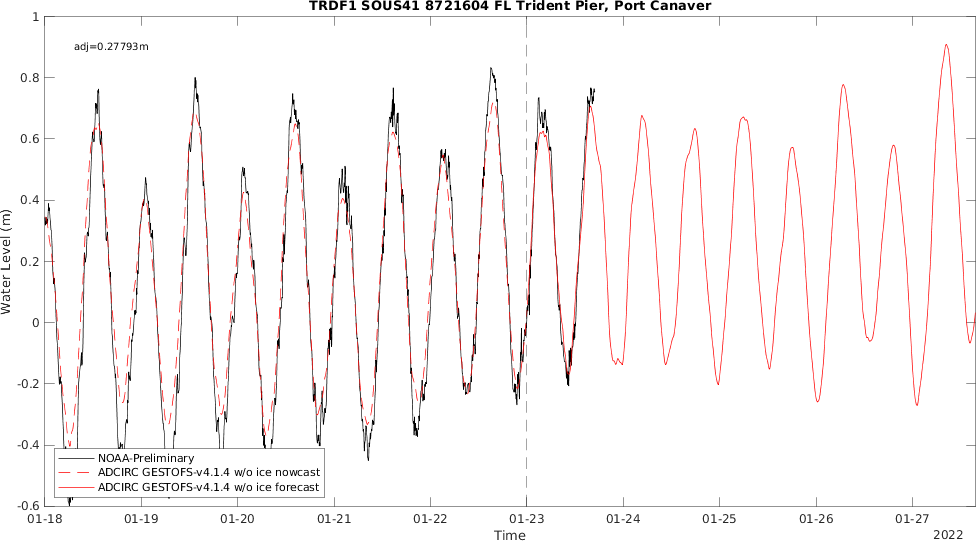 TRDF1 SOUS41 8721604 FL Trident Pier, Port Canaver
adj=0.27793m
1
0.8
0.6
0.4
0.2
0
-0.2
-0.4
-0.6
Water Level (m)
NOAA-Preliminary
ADCIRC GESTOFS-v4.1.4 w/o ice nowcast
ADCIRC GESTOFS-v4.1.4 w/o ice forecast
01-18 01-19 01-20 01-21 01-22 01-23 01-24 01-25 01-26 01-27
Time
2022